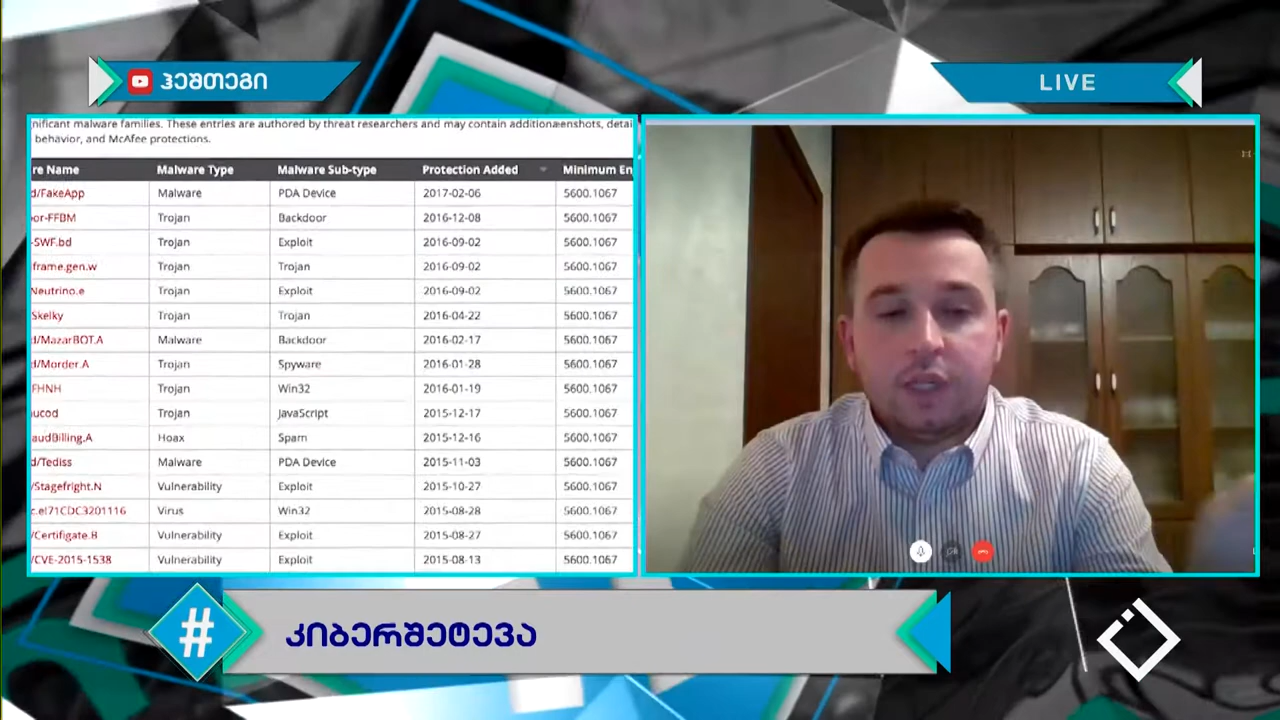 ჰეშთეგი
LIVE
nificant malware families. These entries are authored by threat researchers and may contain additionæenshots, detai
behavior, and McAfee protections.
re Name Malware Type Malware Sub-type Protection Added Minimum En
d/FakeApp Malware PDA Device 2017-02-06 5600.1067
or-FFBM Trojan Backdoor 2016-12-08 5600.1067
-SWF.bd Trojan Exploit 2016-09-02 5600.1067
frame.gen.w Trojan Trojan 2016-09-02 5600.1067
Neutrino.e Trojan Exploit 2016-09-02 5600.1067
Skelky Trojan Trojan 2016-04-22 5600.1067
d/MazarBOT.A Malware Backdoor 2016-02-17 5600.1067
d/Morder.A Trojan Spyware 2016-01-28 5600.1067
FHNH Trojan Win32 2016-01-19 5600.1067
ucod Trojan JavaScript 2015-12-17 5600.1067
audBilling.A Hoax Spam 2015-12-16 5600.1067
d/Tediss Malware PDA Device 2015-11-03 5600.1067
/Stagefright.N Vulnerability Exploit 2015-10-27 5600.1067
c.el71CDC3201116 Virus Win32 2015-08-28 5600.1067
/Certifigate.B Vulnerability Exploit 2015-08-27 5600.1067
/CVE-2015-1538 Vulnerability Exploit 2015-08-13 5600.1067
#
კიბერშეტევა